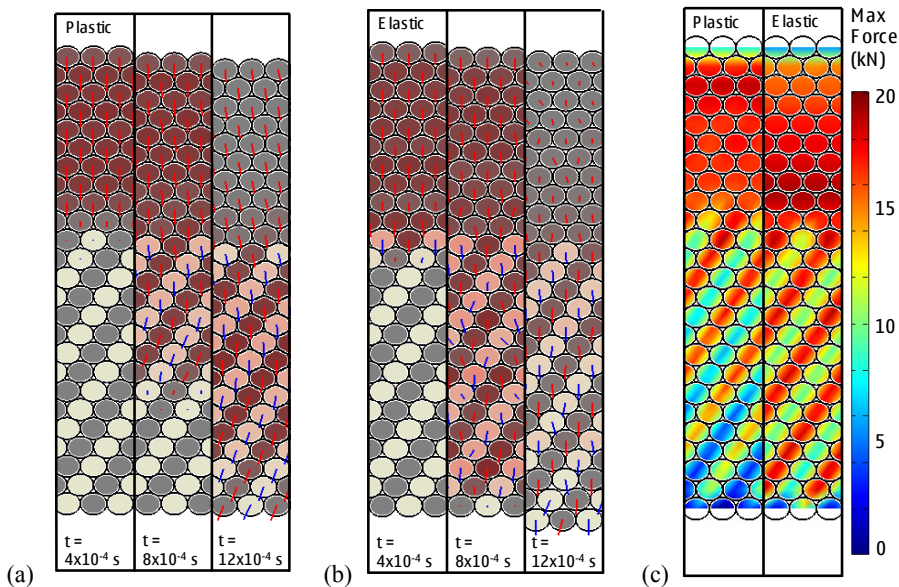 Plastic
t =
4x10-4 s
8x10-4 s
12x10-4 s
(a)
Elastic
t =
4x10-4 s
8x10-4 s
12x10-4 s
(b)
Plastic
Elastic
Max
Force
(kN)
20
15
10
5
0
(c)